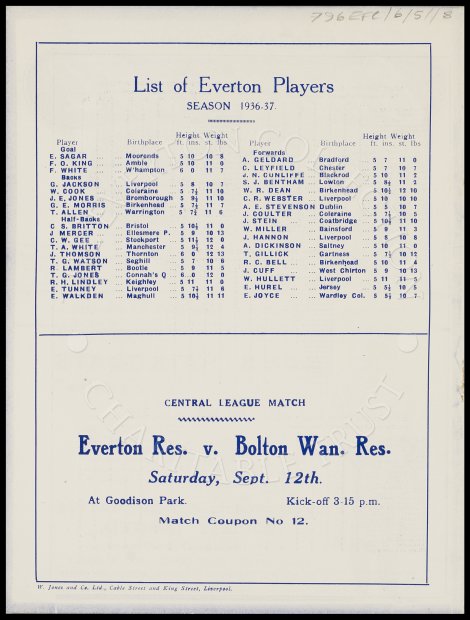 796 EFC/6/5//8
List of Everton Players
SEASON 1936-37.
Player Birthplace Height ft. ins. Weight st. lbs
Goal
E. SAGAR Moorends 5 10 10 8
F. O. KING Amble 5 10 11 0
F. WHITE W'hampton 6 0 11 7
Backs
G. JACKSON Liverpool 5 8 10 7
W. COOK Coleraine 5 7½ 11 10
J. E. JONES Bromborough 5 9½ 11 10
G. E. MORRIS Birkenhead 5 8 11 7
T. ALLEN Warrington 5 7½ 11 6
Half-Backs
C. S. BRITTON Bristol 5 10½ 11 0
J. MERCER Ellesmere P. 5 9 10 13
C. W. GEE Stockport 5 11½ 12 0
T. A. WHITE Manchester 5 9½ 12 4
J. THOMSON Thornton 6 0 12 13
T. G. WATSON Seghill 5 7 10 8
R. LAMBERT Bootle 5 9 11 5
T. G. JONES Connah's Q 6 0 12 0
R. H. LINDLEY Keighley 5 11 11 0
E. TUNNEY Liverpool 5 7½ 11 6
E. WALKDEN Maghull 5 10½ 11 11
Player Birthplace Height ft. ins. Weight st. lbs
Forwards
A. GELDARD Bradford 5 7 11 0
C. LEYFIELD Chester 5 7 10 7
J. N. CUNLIFFE Blackrod 5 10 11 2
S. J. BENTHAM Lowton 5 8½ 11 2
W. R. DEAN Birkenhead 5 10½ 12 10
C. R. WEBSTER Liverpool 5 10 10 10
A. E. STEVENSON Dublin 5 5 10 7
J. COULTER Coleraine 5 7½ 10 5
J. STEIN Coatbridge 5 10½ 11 0
W. MILLER Bainsford 5 9 11 3
J. HANNON Liverpool 5 8 10 8
A. DICKINSON Saltney 5 10 11 0
T. GILLICK Gartness 5 7½ 10 12
R. C. BELL Birkenhead 5 10 11 4
J. CUFF West Chirton 5 9 10 13
W. HULLETT Liverpool 5 11 11 5
E. HUREL Jersey 5 5½ 10 5
E. JOYCE Wardley Col. 5 5½ 10 7
CENTRAL LEAGUE MATCH
Everton Res. v. Bolton Wan. Res.
Saturday, Sept. 12th.
At Goodison Park. Kick-off 3-15 p.m.
Match Coupon No 12.
W. Jones and Co. Ltd., Cable Street and King Street, Liverpool.
CHARITABLE TRUST